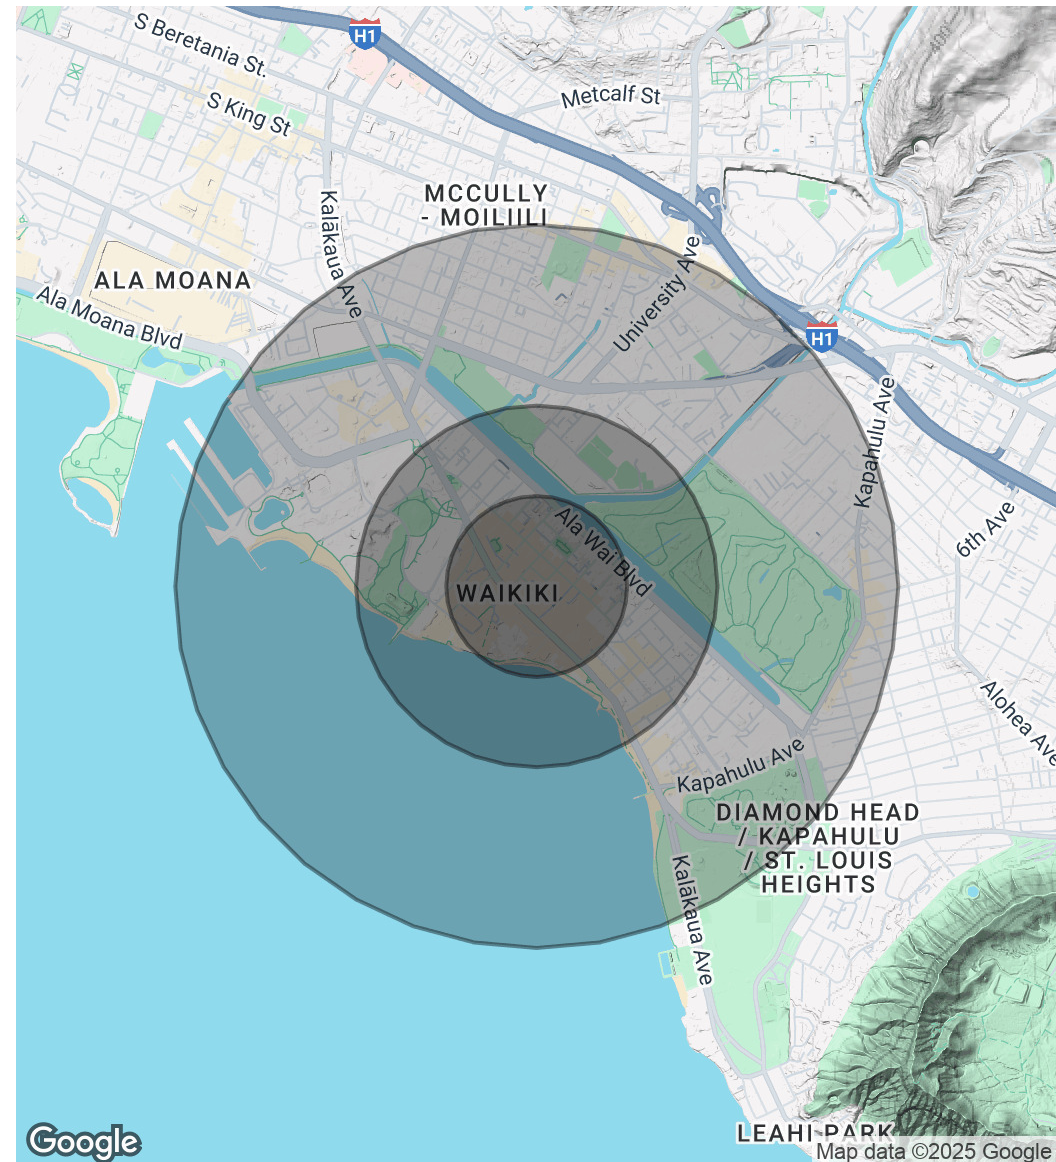 H1
S Beretania St.
Metcalf St
S King St
MCCULLY
- MOILIILI
Kalākaua Ave
University Ave
ALA MOANA
Ala Moana Blvd
H1
Kapahulu Ave
Ala Wai Blvd
6th Ave
WAIKIKI
Alohea Ave
Kapahulu Ave
DIAMOND HEAD
/ KAPAHULU
/ ST. LOUIS
HEIGHTS
Kalākaua Ave
LEAHI PARK
Google
Map data ©2025 Google